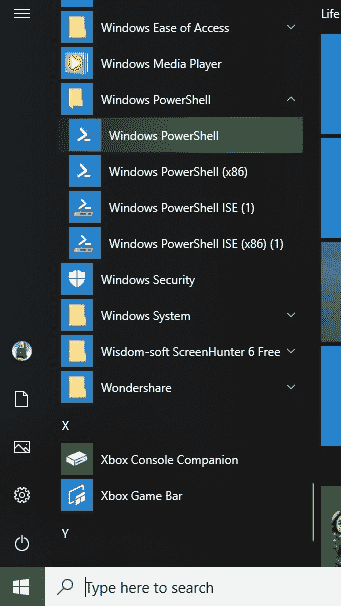 Life
Windows Ease of Access
Windows Media Player
Windows PowerShell
Windows PowerShell
Windows PowerShell (x86)
Windows PowerShell ISE (1)
Windows PowerShell ISE (x86) (1)
Windows Security
Windows System
Wisdom-soft ScreenHunter 6 Free
Wondershare
X
Xbox Console Companion
Xbox Game Bar
Y
Type here to search